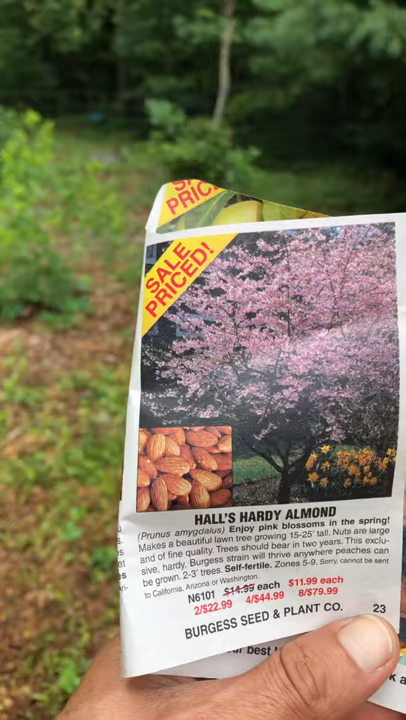 SALE
PRICED!
HALL'S HARDY ALMOND
(Prunus amygdalus) Enjoy pink blossoms in the spring!
Makes a beautiful lawn tree growing 15-25' tall. Nuts are large
and of fine quality. Trees should bear in two years. This exclu-
sive, hardy, Burgess strain will thrive anywhere peaches can
be grown. 2-3' trees. Self-fertile. Zones 5-9. Sorry, cannot be sent
to California, Arizona or Washington.
N6101 $14.99 each $11.99 each
2/$22.99 4/$44.99 8/$79.99
BURGESS SEED & PLANT CO. 23
best